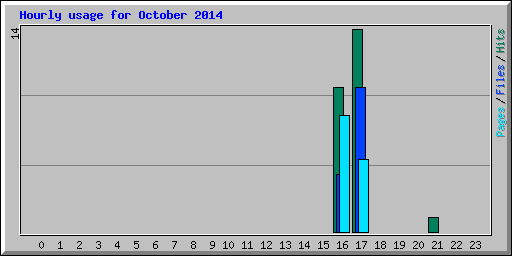 Hourly usage for October 2014
14
Pages/Files/Hits
0 1 2 3 4 5 6 7 8 9 10 11 12 13 14 15 16 17 18 19 20 21 22 23